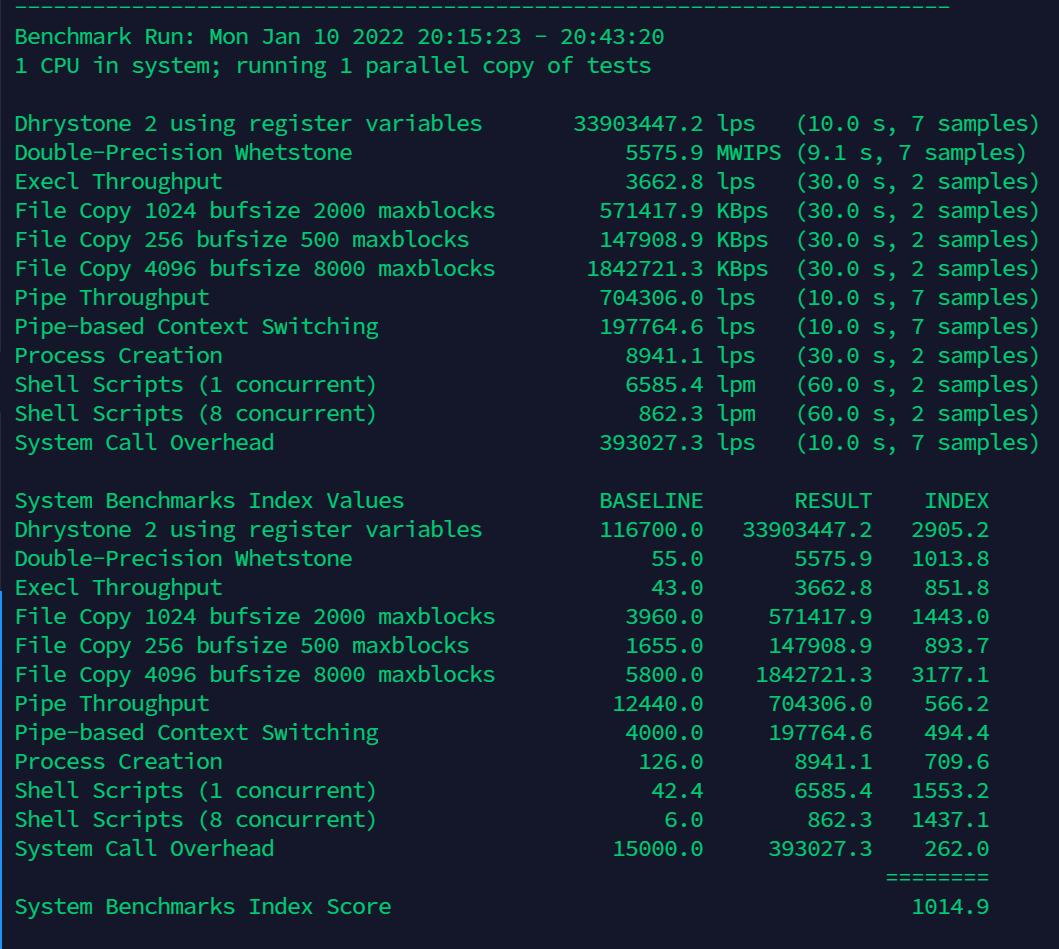 ------------------------------------------------------------------------
Benchmark Run: Mon Jan 10 2022 20:15:23 - 20:43:20
1 CPU in system; running 1 parallel copy of tests

Dhrystone 2 using register variables       33903447.2 lps   (10.0 s, 7 samples)
Double-Precision Whetstone                     5575.9 MWIPS (9.1 s, 7 samples)
Execl Throughput                               3662.8 lps   (30.0 s, 2 samples)
File Copy 1024 bufsize 2000 maxblocks        571417.9 KBps  (30.0 s, 2 samples)
File Copy 256 bufsize 500 maxblocks          147908.9 KBps  (30.0 s, 2 samples)
File Copy 4096 bufsize 8000 maxblocks       1842721.3 KBps  (30.0 s, 2 samples)
Pipe Throughput                              704306.0 lps   (10.0 s, 7 samples)
Pipe-based Context Switching                 197764.6 lps   (10.0 s, 7 samples)
Process Creation                               8941.1 lps   (30.0 s, 2 samples)
Shell Scripts (1 concurrent)                   6585.4 lpm   (60.0 s, 2 samples)
Shell Scripts (8 concurrent)                    862.3 lpm   (60.0 s, 2 samples)
System Call Overhead                         393027.3 lps   (10.0 s, 7 samples)

System Benchmarks Index Values               BASELINE       RESULT    INDEX
Dhrystone 2 using register variables         116700.0   33903447.2   2905.2
Double-Precision Whetstone                       55.0       5575.9   1013.8
Execl Throughput                                 43.0       3662.8    851.8
File Copy 1024 bufsize 2000 maxblocks          3960.0     571417.9   1443.0
File Copy 256 bufsize 500 maxblocks            1655.0     147908.9    893.7
File Copy 4096 bufsize 8000 maxblocks          5800.0    1842721.3   3177.1
Pipe Throughput                               12440.0     704306.0    566.2
Pipe-based Context Switching                   4000.0     197764.6    494.4
Process Creation                                126.0       8941.1    709.6
Shell Scripts (1 concurrent)                     42.4       6585.4   1553.2
Shell Scripts (8 concurrent)                      6.0        862.3   1437.1
System Call Overhead                          15000.0     393027.3    262.0
                                                                   ========
System Benchmarks Index Score                                        1014.9